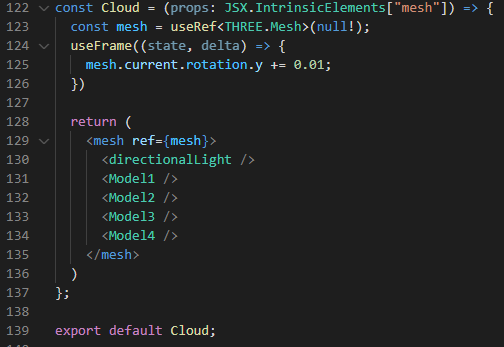 122 const Cloud = (props: JSX.IntrinsicElements["mesh"]) => {
123 const mesh = useRef<THREE.Mesh>(null!);
124 useFrame((state, delta) => {
125 mesh.current.rotation.y += 0.01;
126 })
127
128 return (
129 <mesh ref={mesh}>
130 <directionalLight />
131 <Model1 />
132 <Model2 />
133 <Model3 />
134 <Model4 />
135 </mesh>
136 )
137 };
138
139 export default Cloud;